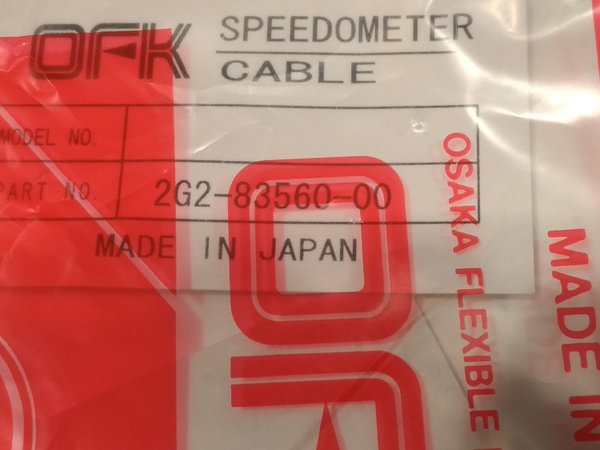 OFK SPEEDOMETER
CABLE
MODEL NO.
PART NO. 2G2-83560-00
MADE IN JAPAN
OSAKA FLEXIBLE
MADE IN